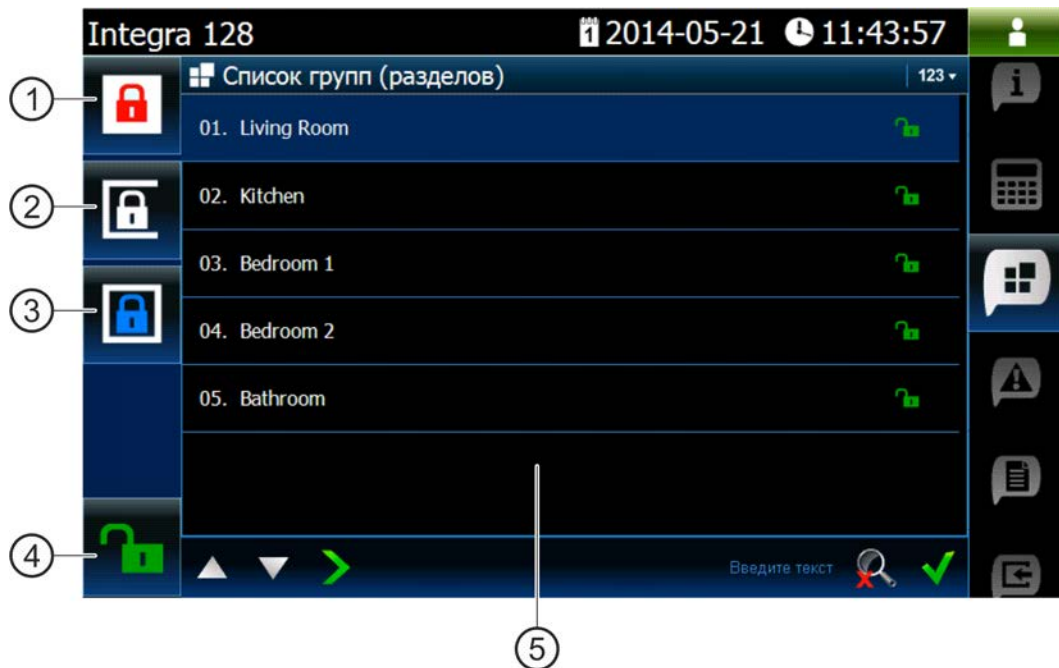 Integra 128
2014-05-21 11:43:57
Список групп (разделов)
123
01. Living Room
02. Kitchen
03. Bedroom 1
04. Bedroom 2
05. Bathroom
Введите текст
1
2
3
4
5